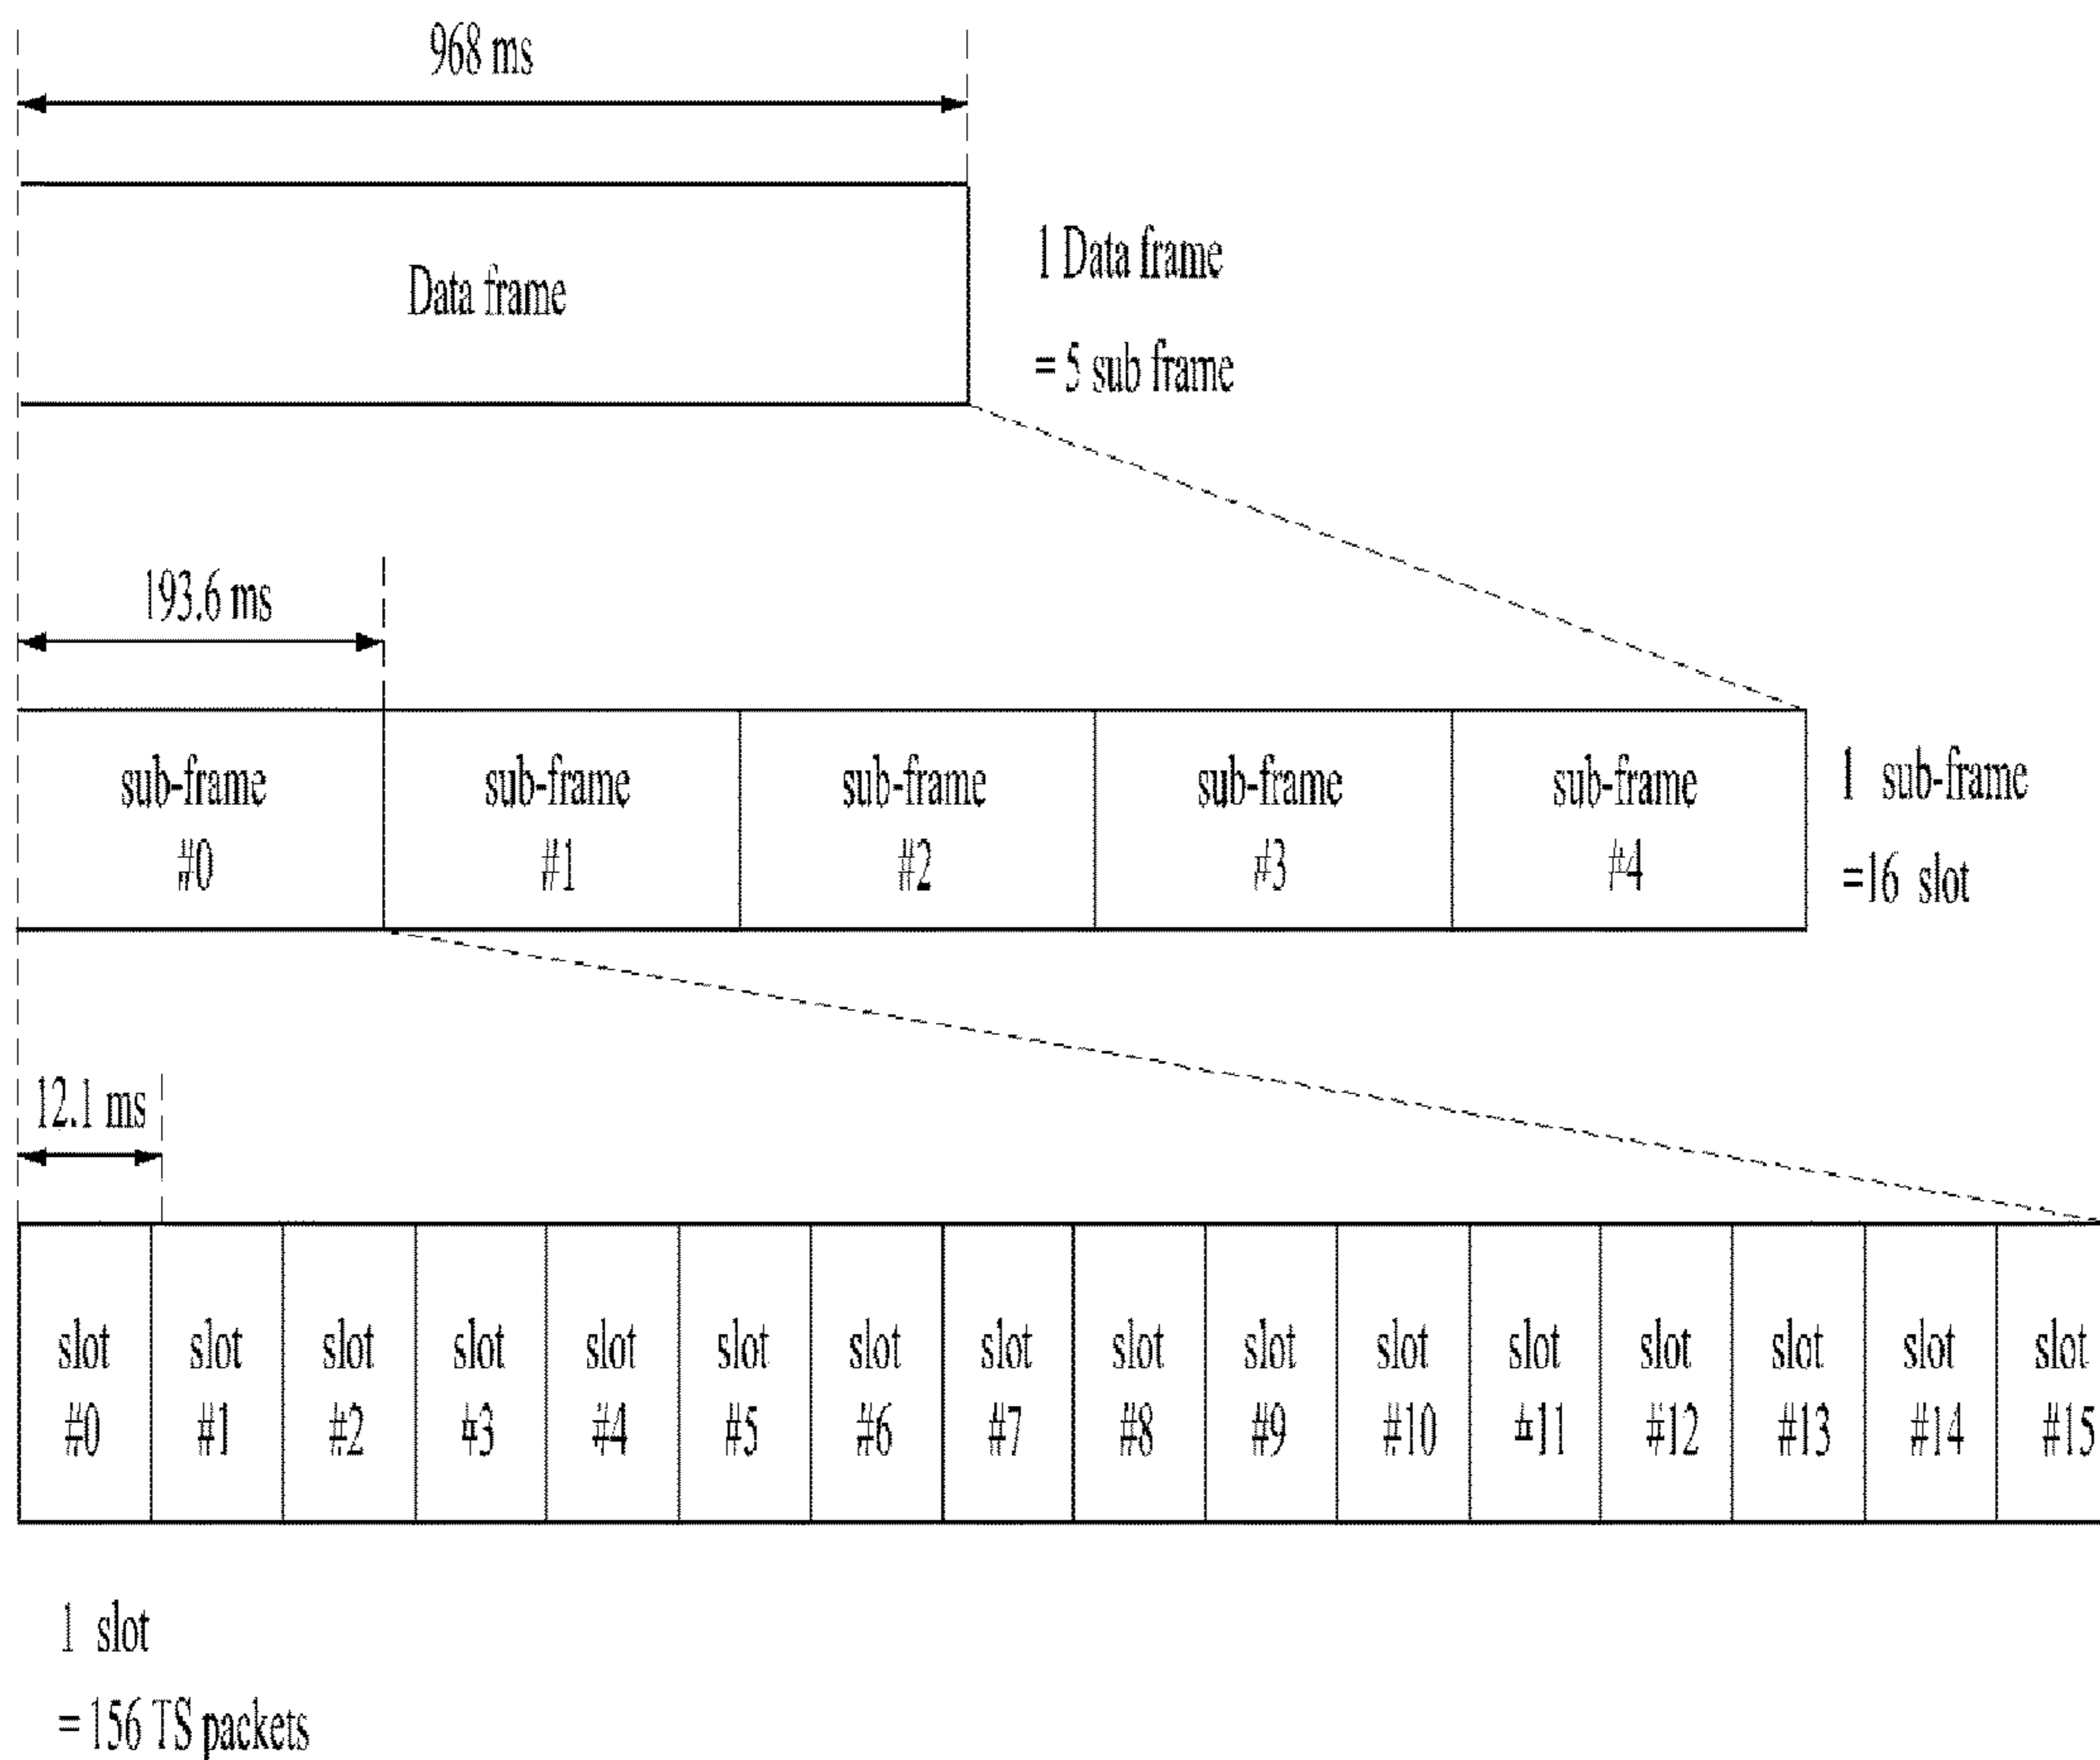 968 ms
Data frame
1 Data frame
= 5 sub frame
193.6 ms
sub-frame
#0
sub-frame
#1
sub-frame
#2
sub-frame
#3
sub-frame
#4
1 sub-frame
=16 slot
12.1 ms
slot
#0
slot
#1
slot
#2
slot
#3
slot
#4
slot
#5
slot
#6
slot
#7
slot
#8
slot
#9
slot
#10
slot
#11
slot
#12
slot
#13
slot
#14
slot
#15
1 slot
= 156 TS packets